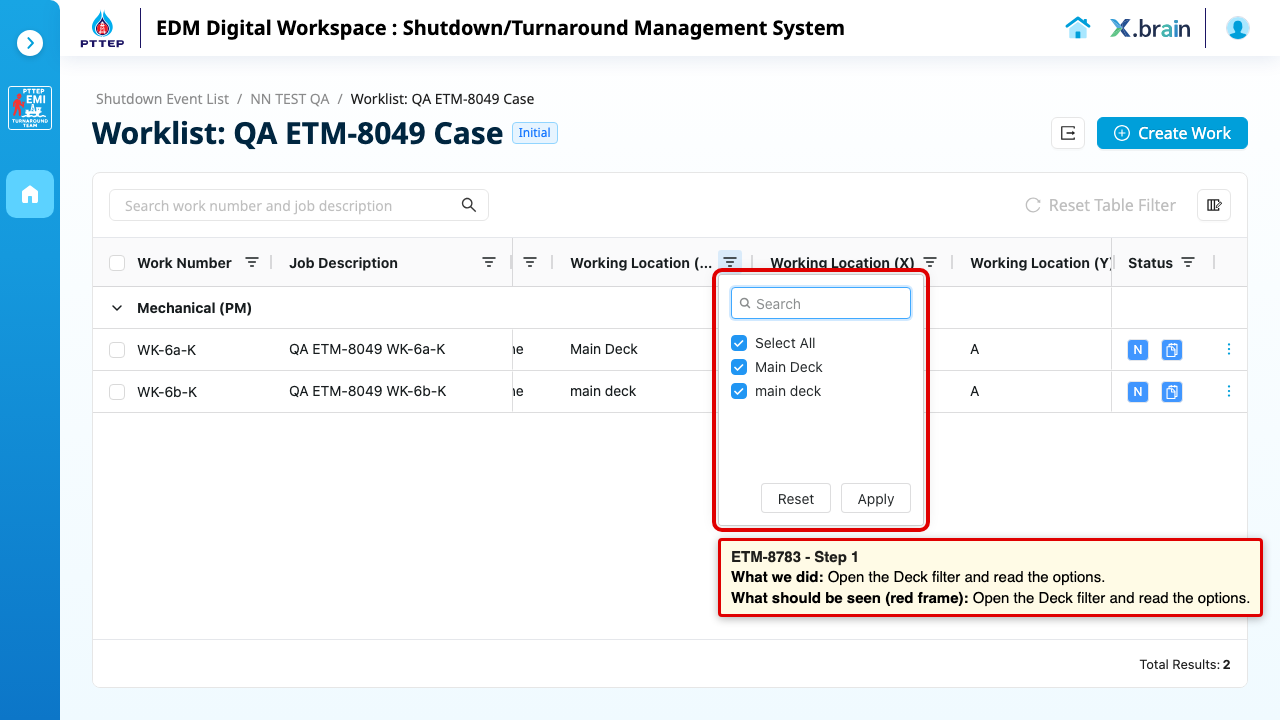 PTTEP
EDM Digital Workspace : Shutdown/Turnaround Management System
X.brain
PTTEP
EMI
TURNAROUND
TEAM
Shutdown Event List / NN TEST QA / Worklist: QA ETM-8049 Case
Worklist: QA ETM-8049 Case Initial
Create Work
Search work number and job description
Reset Table Filter
Work Number Job Description Working Location (... Working Location (X) Working Location (Y) Status
Mechanical (PM)
WK-6a-K QA ETM-8049 WK-6a-K Main Deck A N
WK-6b-K QA ETM-8049 WK-6b-K main deck A N
Search
Select All
Main Deck
main deck
Reset Apply
ETM-8783 - Step 1
What we did: Open the Deck filter and read the options.
What should be seen (red frame): Open the Deck filter and read the options.
Total Results: 2